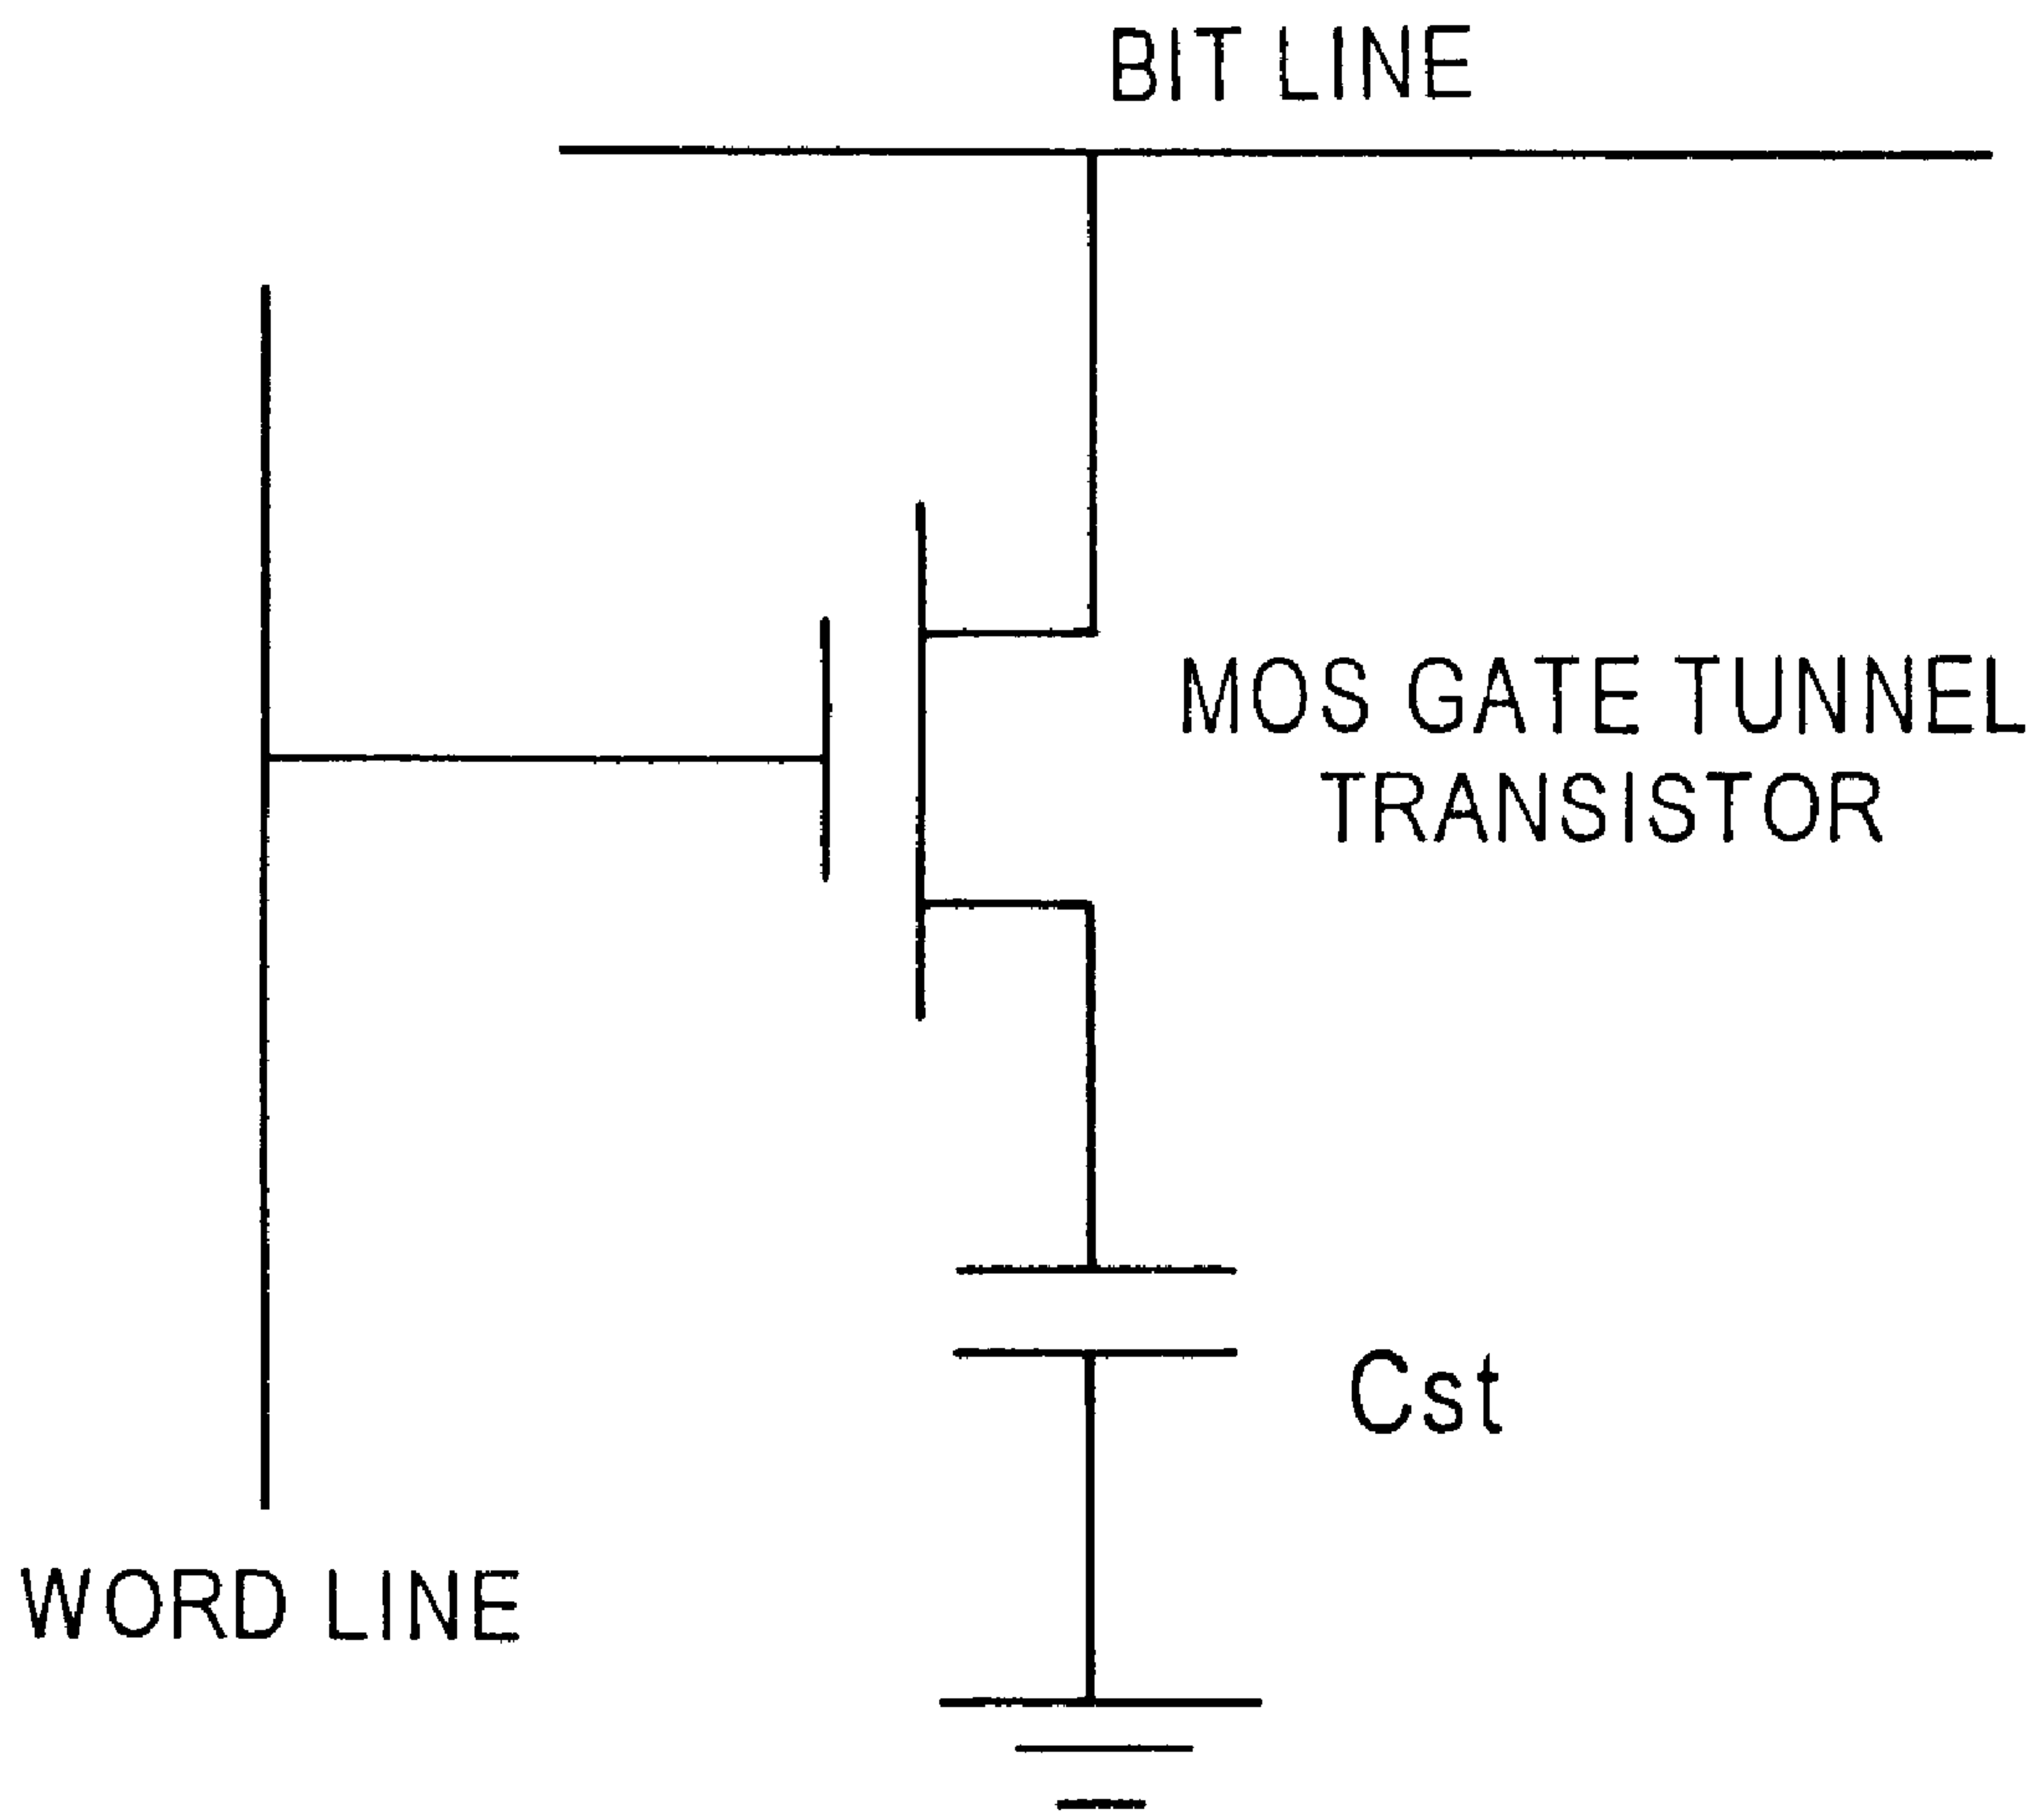 BIT LINE
MOS GATE TUNNEL
TRANSISTOR
Cst
WORD LINE